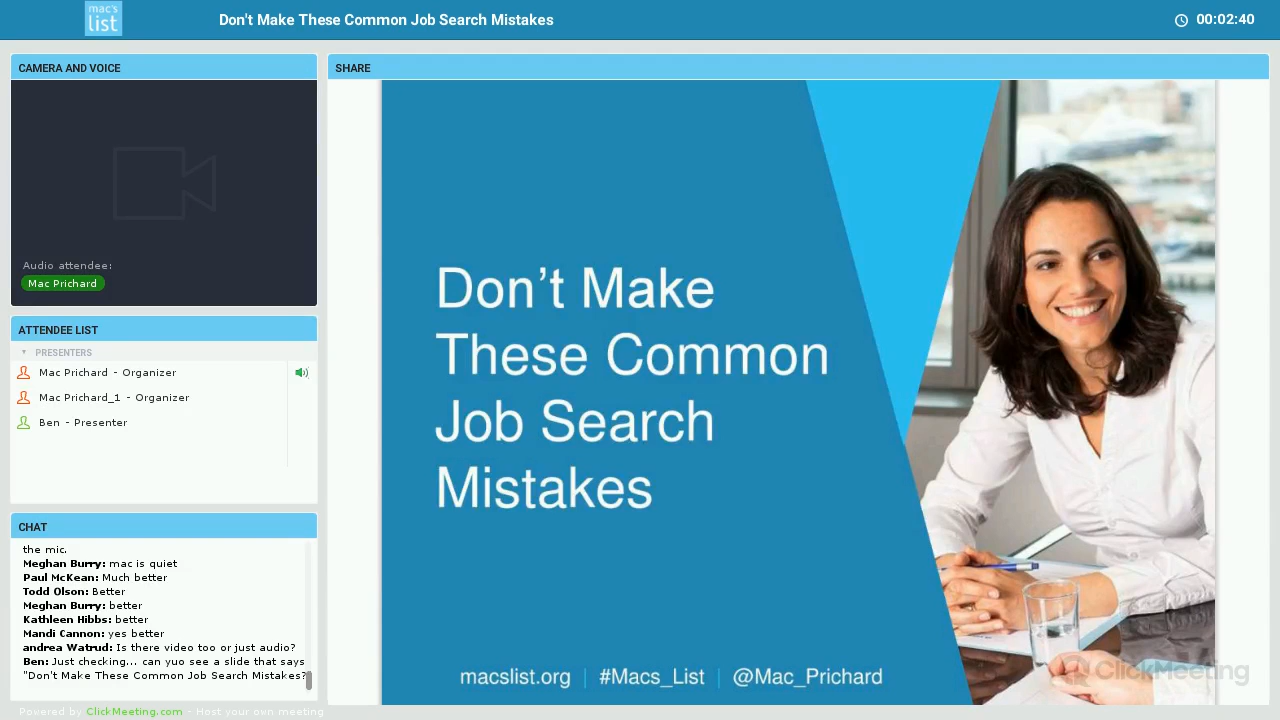 mac's
list
Don't Make These Common Job Search Mistakes
00:02:40
CAMERA AND VOICE
Audio attendee:
Mac Prichard
ATTENDEE LIST
PRESENTERS
Mac Prichard - Organizer
Mac Prichard_1 - Organizer
Ben - Presenter
CHAT
the mic.
Meghan Burry: mac is quiet
Paul McKean: Much better
Todd Olson: Better
Meghan Burry: better
Kathleen Hibbs: better
Mandi Cannon: yes better
andrea Watrud: Is there video too or just audio?
Ben: Just checking... can yuo see a slide that says
"Don't Make These Common Job Search Mistakes?
Powered by ClickMeeting.com - Host your own meeting
SHARE
Don't Make
These Common
Job Search
Mistakes
macslist.org | #Macs_List | @Mac_Prichard
ClickMeeting